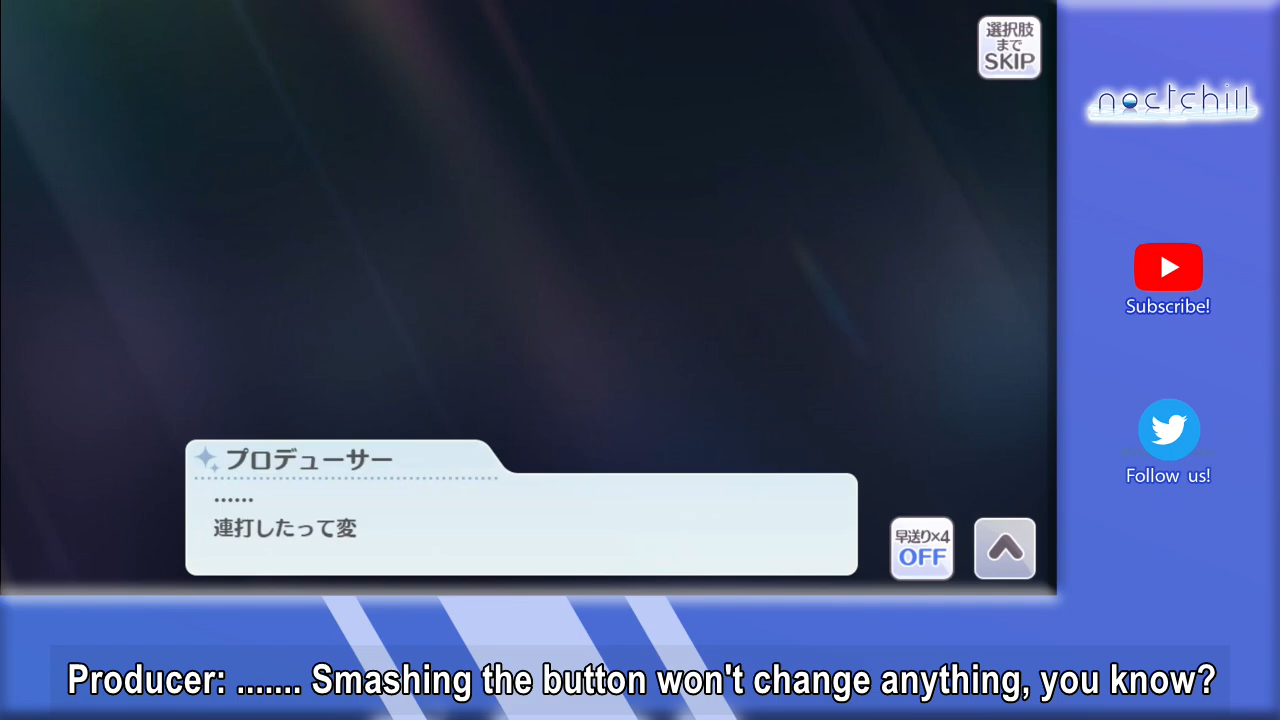 選択肢
まで
SKIP
noctchill
Subscribe!
Follow us!
プロデューサー
……
連打したって変
早送り×4
OFF
Producer: ....... Smashing the button won't change anything, you know?